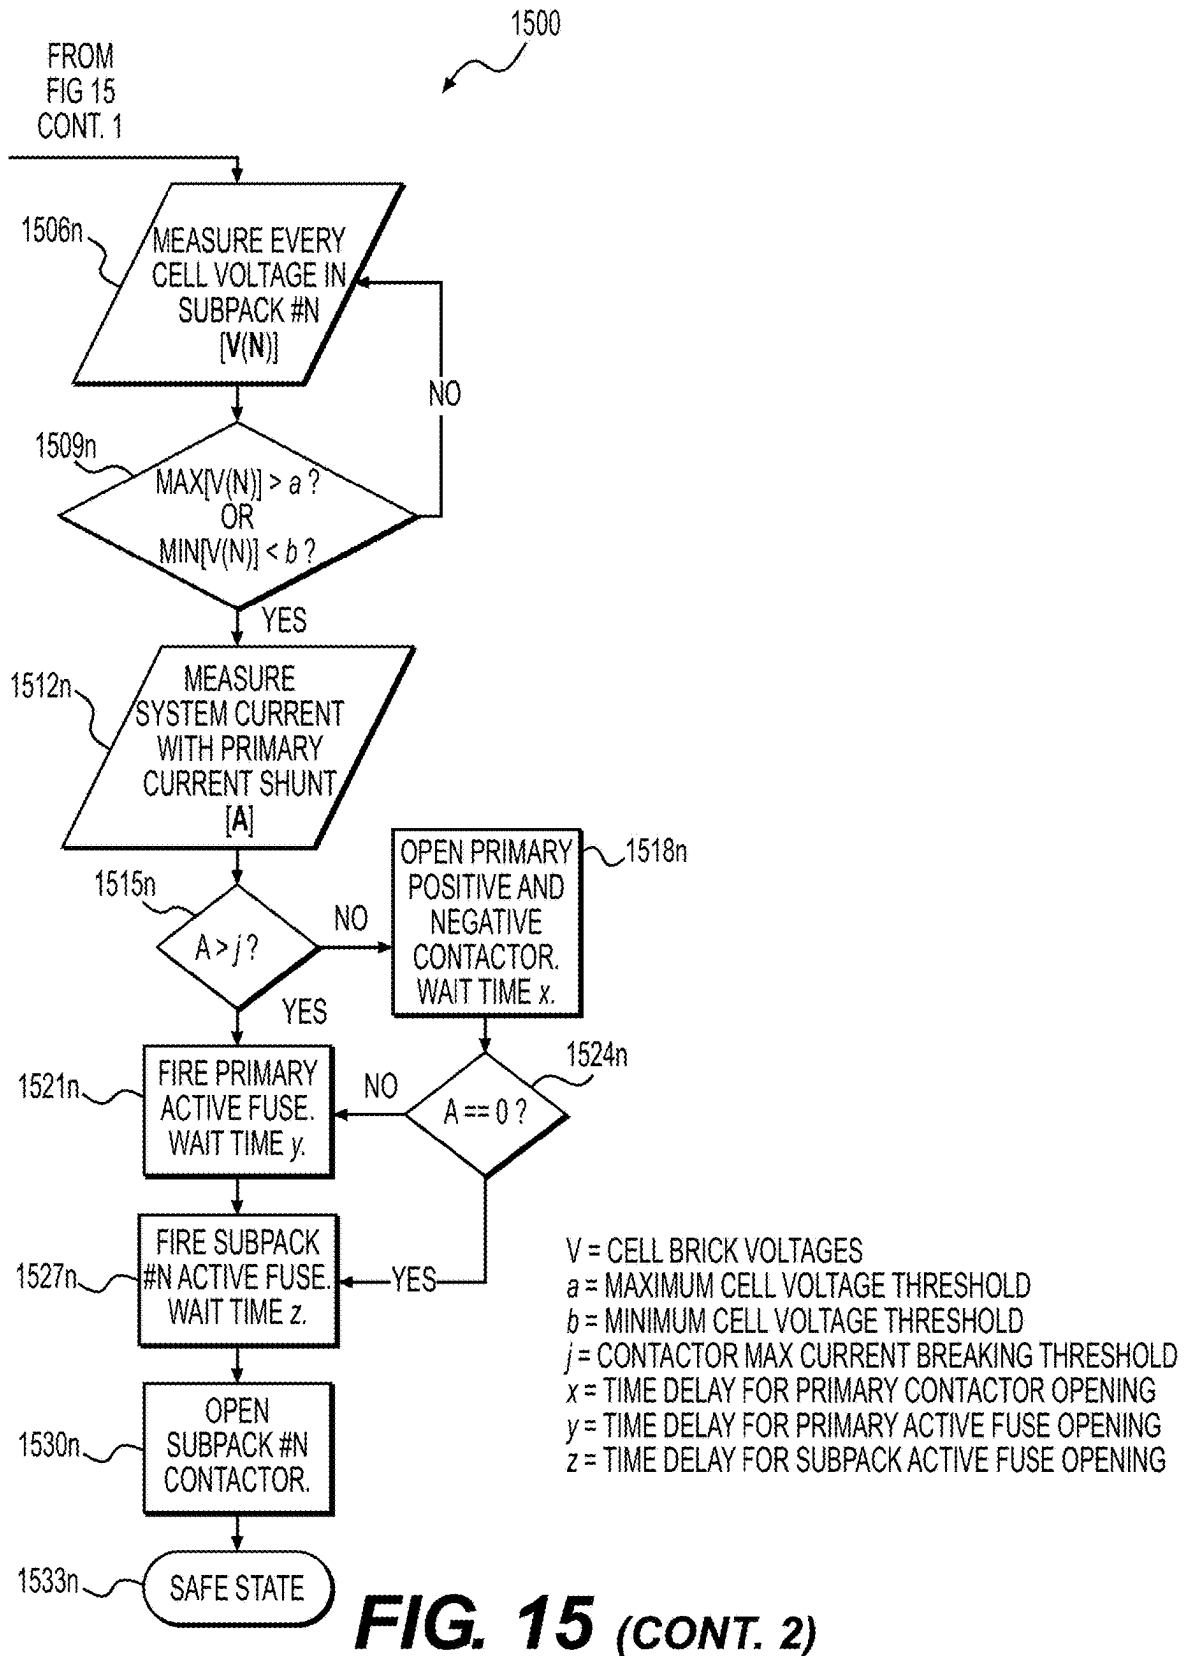 1500
FROM
FIG 15
CONT. 1
1506n
MEASURE EVERY
CELL VOLTAGE IN
SUBPACK #N
[V(N)]
NO
1509n
MAX[V(N)] > a ?
OR
MIN[V(N)] < b ?
YES
1512n
MEASURE
SYSTEM CURRENT
WITH PRIMARY
CURRENT SHUNT
[A]
1515n
A > j ?
NO
YES
OPEN PRIMARY
POSITIVE AND
NEGATIVE
CONTACTOR.
WAIT TIME x.
1518n
1521n
FIRE PRIMARY
ACTIVE FUSE.
WAIT TIME y.
NO
A == 0 ?
1524n
YES
1527n
FIRE SUBPACK
#N ACTIVE FUSE.
WAIT TIME z.
1530n
OPEN
SUBPACK #N
CONTACTOR.
1533n
SAFE STATE
V = CELL BRICK VOLTAGES
a = MAXIMUM CELL VOLTAGE THRESHOLD
b = MINIMUM CELL VOLTAGE THRESHOLD
j = CONTACTOR MAX CURRENT BREAKING THRESHOLD
x = TIME DELAY FOR PRIMARY CONTACTOR OPENING
y = TIME DELAY FOR PRIMARY ACTIVE FUSE OPENING
z = TIME DELAY FOR SUBPACK ACTIVE FUSE OPENING
FIG. 15 (CONT. 2)